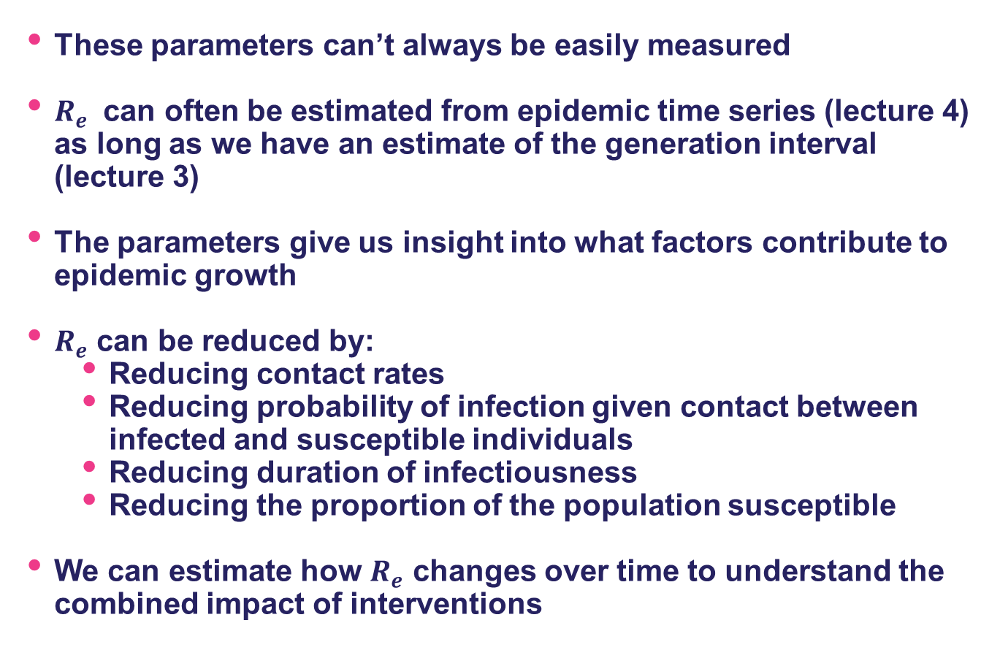 • These parameters can’t always be easily measured
• Rₑ can often be estimated from epidemic time series (lecture 4)
as long as we have an estimate of the generation interval
(lecture 3)
• The parameters give us insight into what factors contribute to
epidemic growth
• Rₑ can be reduced by:
• Reducing contact rates
• Reducing probability of infection given contact between
infected and susceptible individuals
• Reducing duration of infectiousness
• Reducing the proportion of the population susceptible
• We can estimate how Rₑ changes over time to understand the
combined impact of interventions